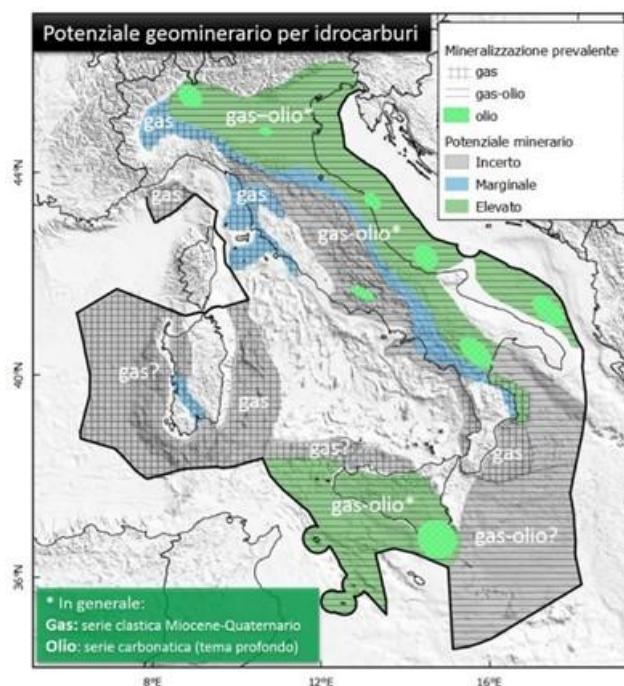 Potenziale geominerario per idrocarburi
Mineralizzazione prevalente
gas
gas-olio
olio
Potenziale minerario
Incerto
Marginale
Elevato
gas
gas-olio*
gas
gas
gas-olio*
gas?
gas
gas?
gas
gas-olio*
gas-olio?
44°N
40°N
36°N
8°E
12°E
16°E
* In generale:
Gas: serie clastica Miocene-Quaternario
Olio: serie carbonatica (tema profondo)